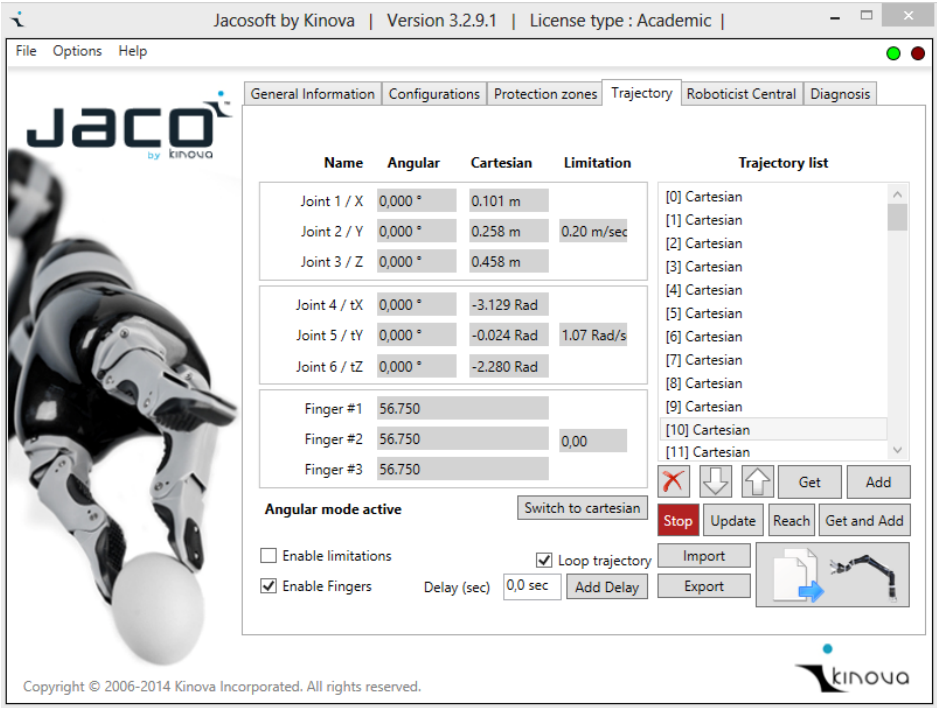 Jacosoft by Kinova | Version 3.2.9.1 | License type : Academic |
File Options Help
Jaco
by kinova
General Information Configurations Protection zones Trajectory Roboticist Central Diagnosis
Name Angular Cartesian Limitation Trajectory list
Joint 1 / X 0,000 ° 0.101 m
Joint 2 / Y 0,000 ° 0.258 m 0.20 m/sec
Joint 3 / Z 0,000 ° 0.458 m
Joint 4 / tX 0,000 ° -3.129 Rad
Joint 5 / tY 0,000 ° -0.024 Rad 1.07 Rad/s
Joint 6 / tZ 0,000 ° -2.280 Rad
Finger #1 56.750
Finger #2 56.750 0,00
Finger #3 56.750
Angular mode active Switch to cartesian
Enable limitations Loop trajectory
Enable Fingers Delay (sec) 0,0 sec Add Delay
[0] Cartesian
[1] Cartesian
[2] Cartesian
[3] Cartesian
[4] Cartesian
[5] Cartesian
[6] Cartesian
[7] Cartesian
[8] Cartesian
[9] Cartesian
[10] Cartesian
[11] Cartesian
Get Add
Stop Update Reach Get and Add
Import
Export
Copyright © 2006-2014 Kinova Incorporated. All rights reserved.
kinova